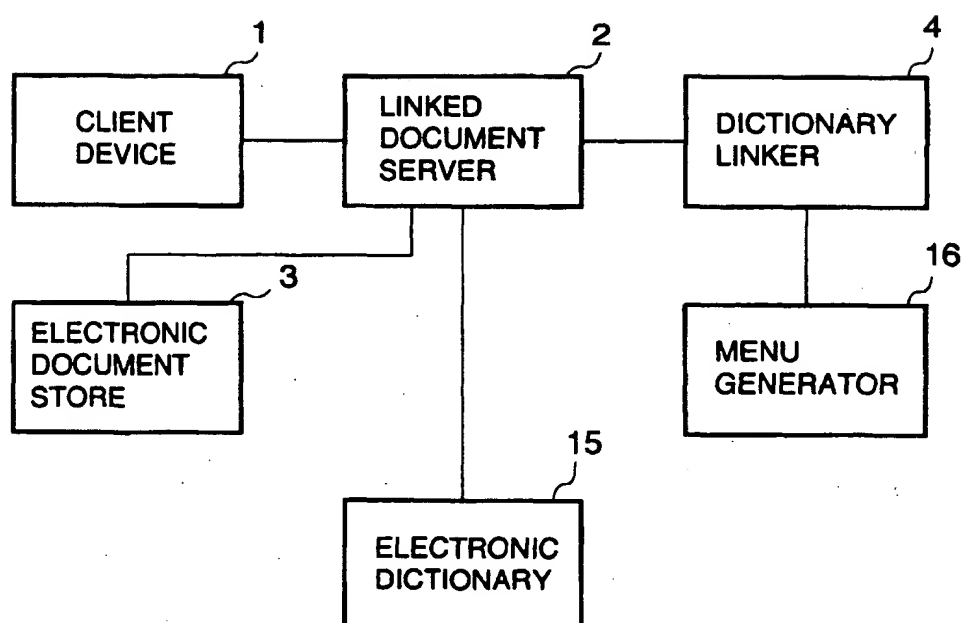 1
CLIENT
DEVICE
2
LINKED
DOCUMENT
SERVER
4
DICTIONARY
LINKER
3
ELECTRONIC
DOCUMENT
STORE
16
MENU
GENERATOR
15
ELECTRONIC
DICTIONARY